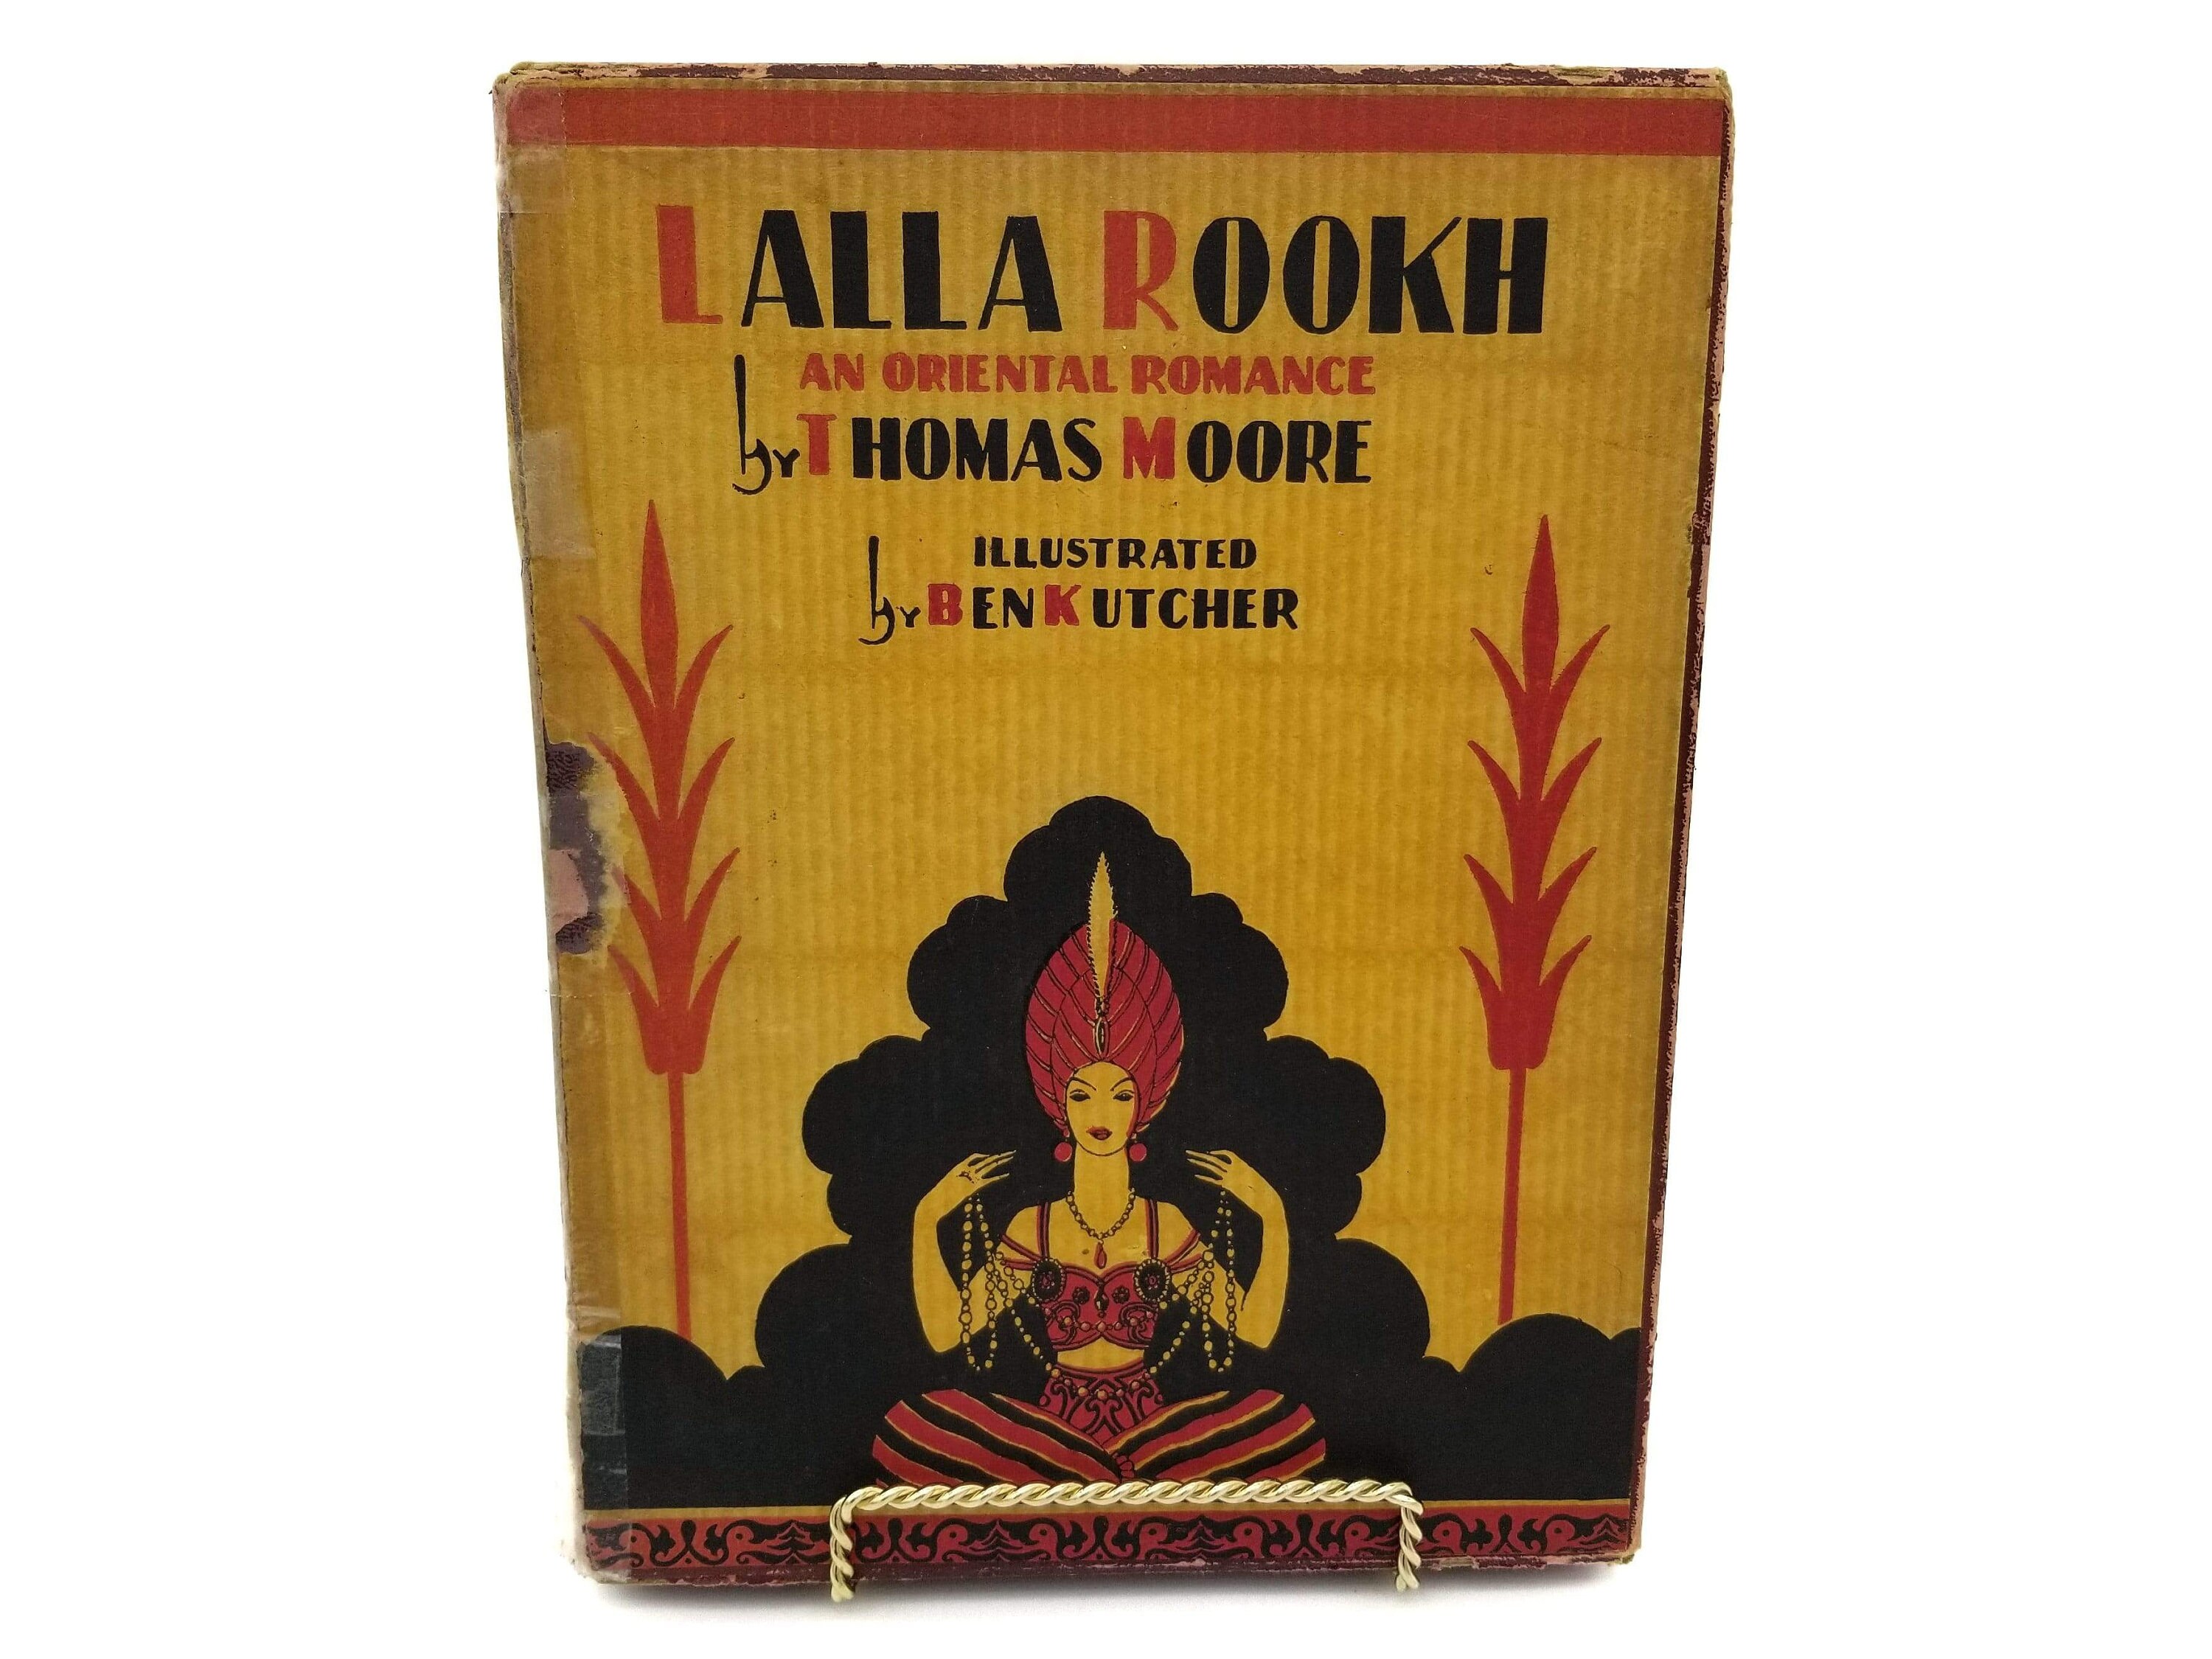 LALLA ROOKH
AN ORIENTAL ROMANCE
by THOMAS MOORE
ILLUSTRATED
by BEN KUTCHER